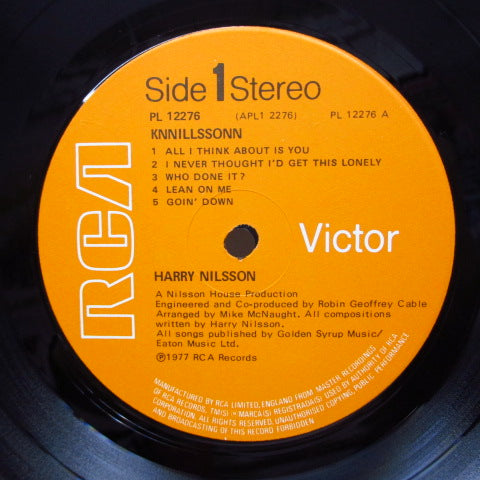 Side 1 Stereo
PL 12276 (APL1 2276) PL 12276 A
KNNILLSSONN
1 ALL I THINK ABOUT IS YOU
2 I NEVER THOUGHT I'D GET THIS LONELY
3 WHO DONE IT?
4 LEAN ON ME
5 GOIN' DOWN
RCA
Victor
HARRY NILSSON
A Nilsson House Production
Engineered and Co-produced by Robin Geoffrey Cable
Arranged by Mike McNaught. All compositions
written by Harry Nilsson.
All songs published by Golden Syrup Music/
Eaton Music Ltd.
℗1977 RCA Records
MANUFACTURED BY RCA LIMITED, ENGLAND FROM MASTER RECORDINGS
OF RCA RECORDS, TM(S) ® MARCA(S) REGISTRADA(S) USED BY AUTHORITY OF RCA
CORPORATION. ALL RIGHTS RESERVED. UNAUTHORISED COPYING, PUBLIC PERFORMANCE
AND BROADCASTING OF THIS RECORD FORBIDDEN